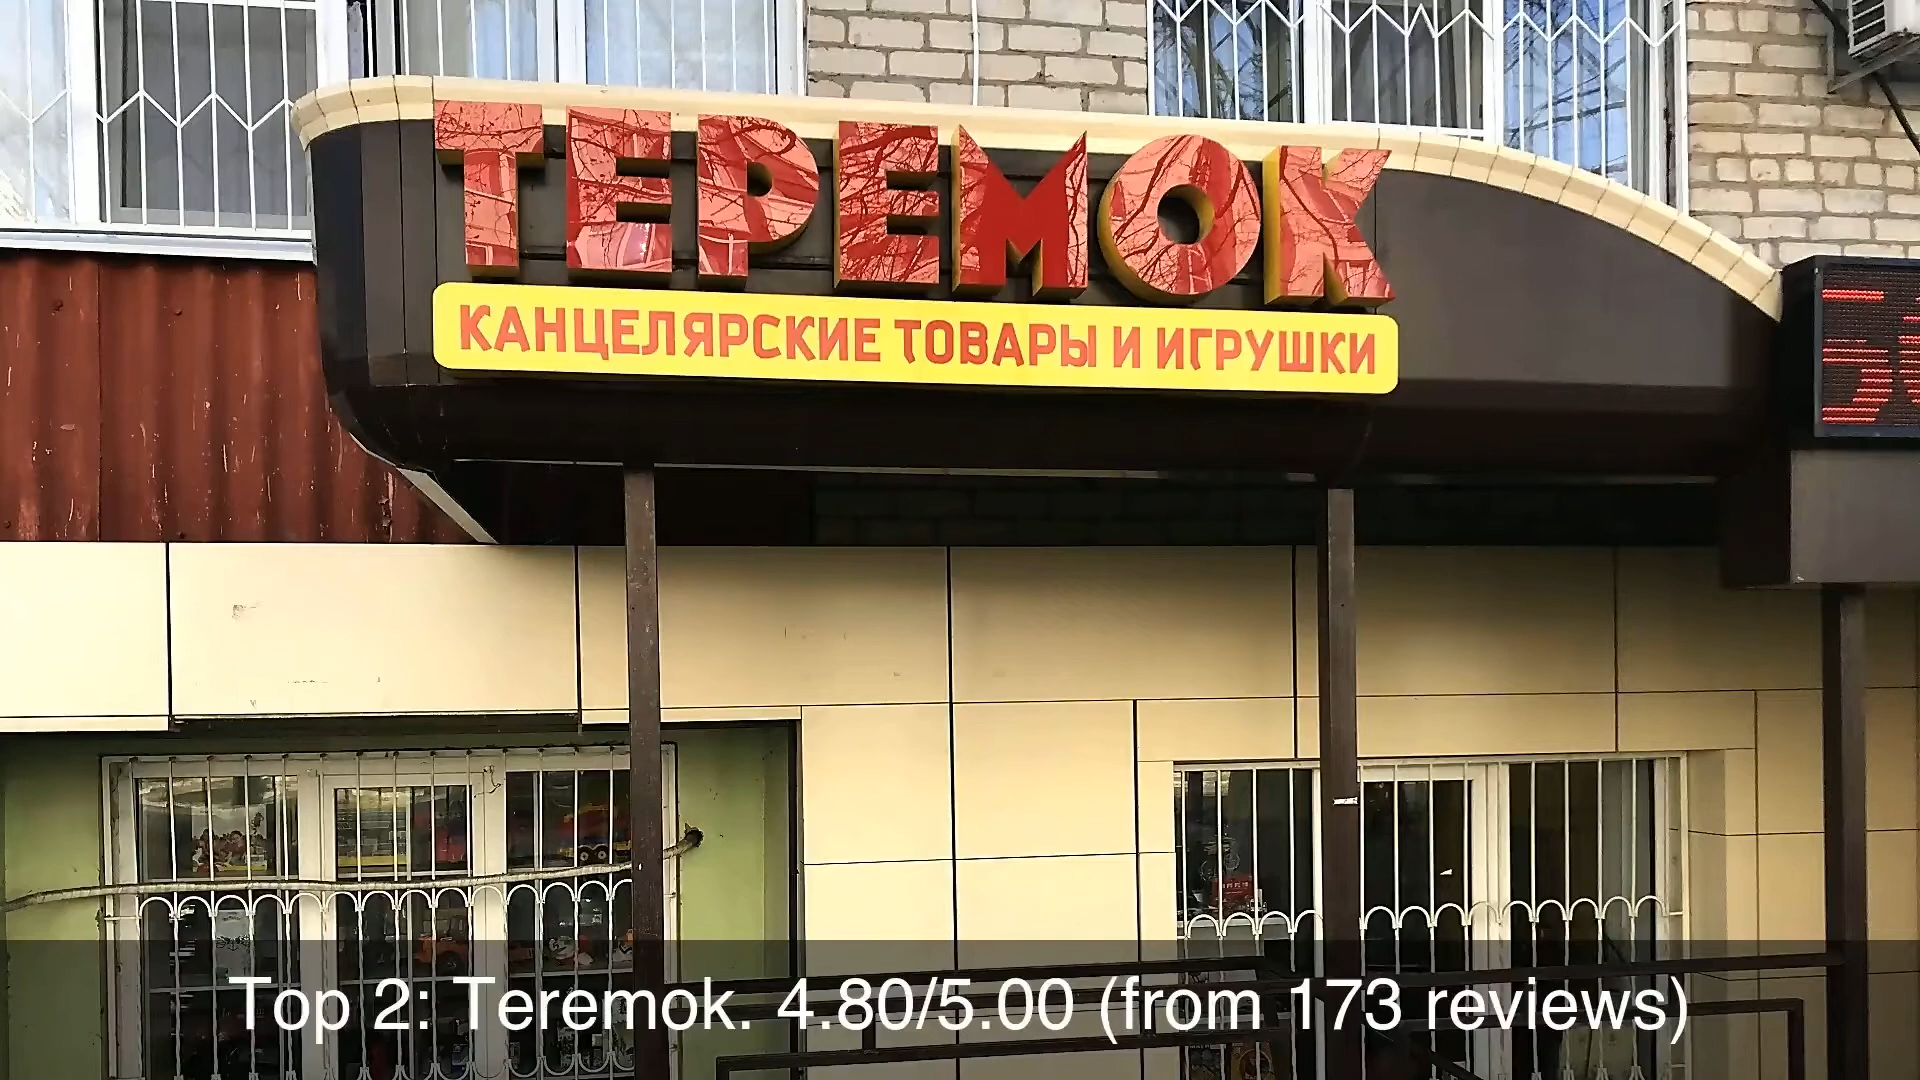 ТЕРЕМОК
КАНЦЕЛЯРСКИЕ ТОВАРЫ И ИГРУШКИ
Top 2: Teremok. 4.80/5.00 (from 173 reviews)